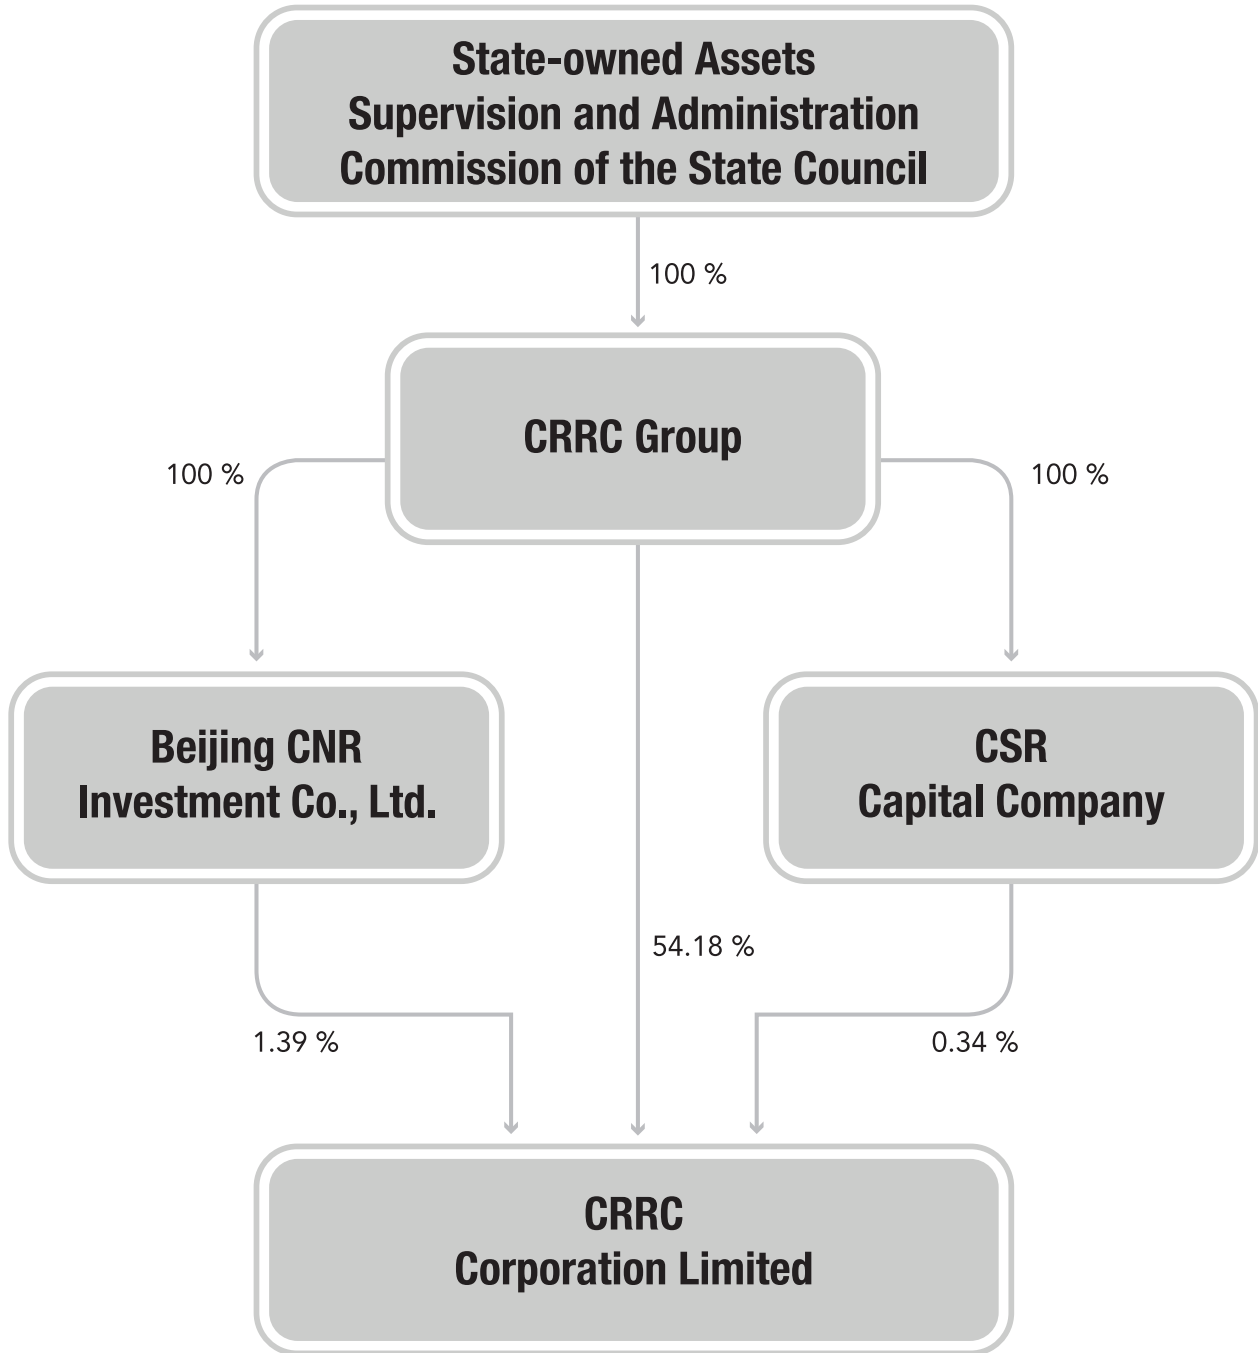 State-owned Assets
Supervision and Administration
Commission of the State Council
100 %
CRRC Group
100 %
100 %
Beijing CNR
Investment Co., Ltd.
CSR
Capital Company
54.18 %
1.39 %
0.34 %
CRRC
Corporation Limited